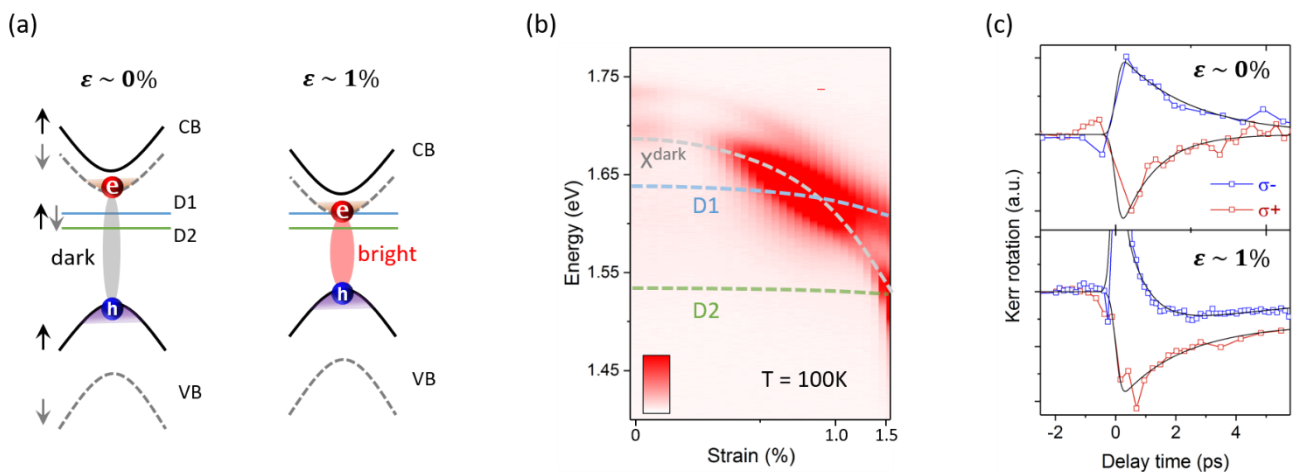 (a)
ε ~ 0%
ε ~ 1%
CB
CB
e
e
D1
D2
dark
bright
h
h
VB
VB
(b)
1.75
1.65
1.55
1.45
Energy (eV)
X^dark
D1
D2
T = 100K
0
1.0
1.5
Strain (%)
(c)
ε ~ 0%
σ-
σ+
ε ~ 1%
Kerr rotation (a.u.)
-2
0
2
4
Delay time (ps)